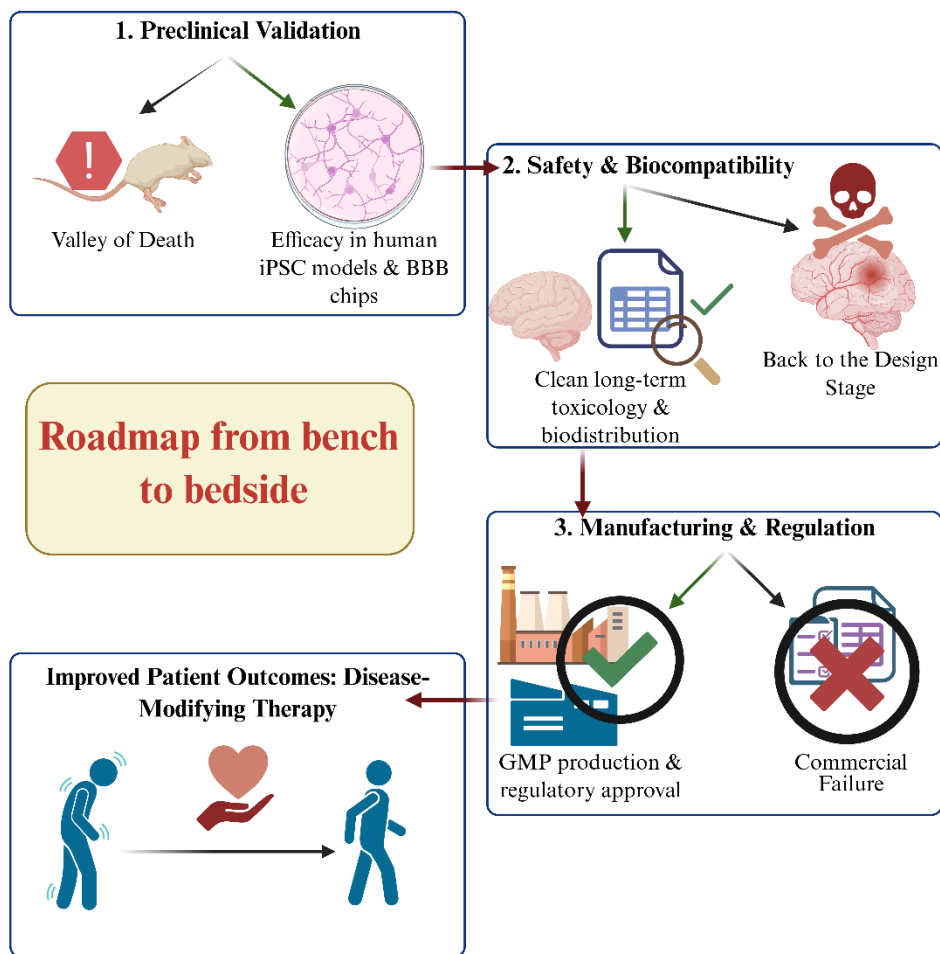 1. Preclinical Validation
Valley of Death
Efficacy in human
iPSC models & BBB
chips
2. Safety & Biocompatibility
Clean long-term
toxicology &
biodistribution
Back to the Design
Stage
Roadmap from bench
to bedside
3. Manufacturing & Regulation
GMP production &
regulatory approval
Commercial
Failure
Improved Patient Outcomes: Disease-
Modifying Therapy